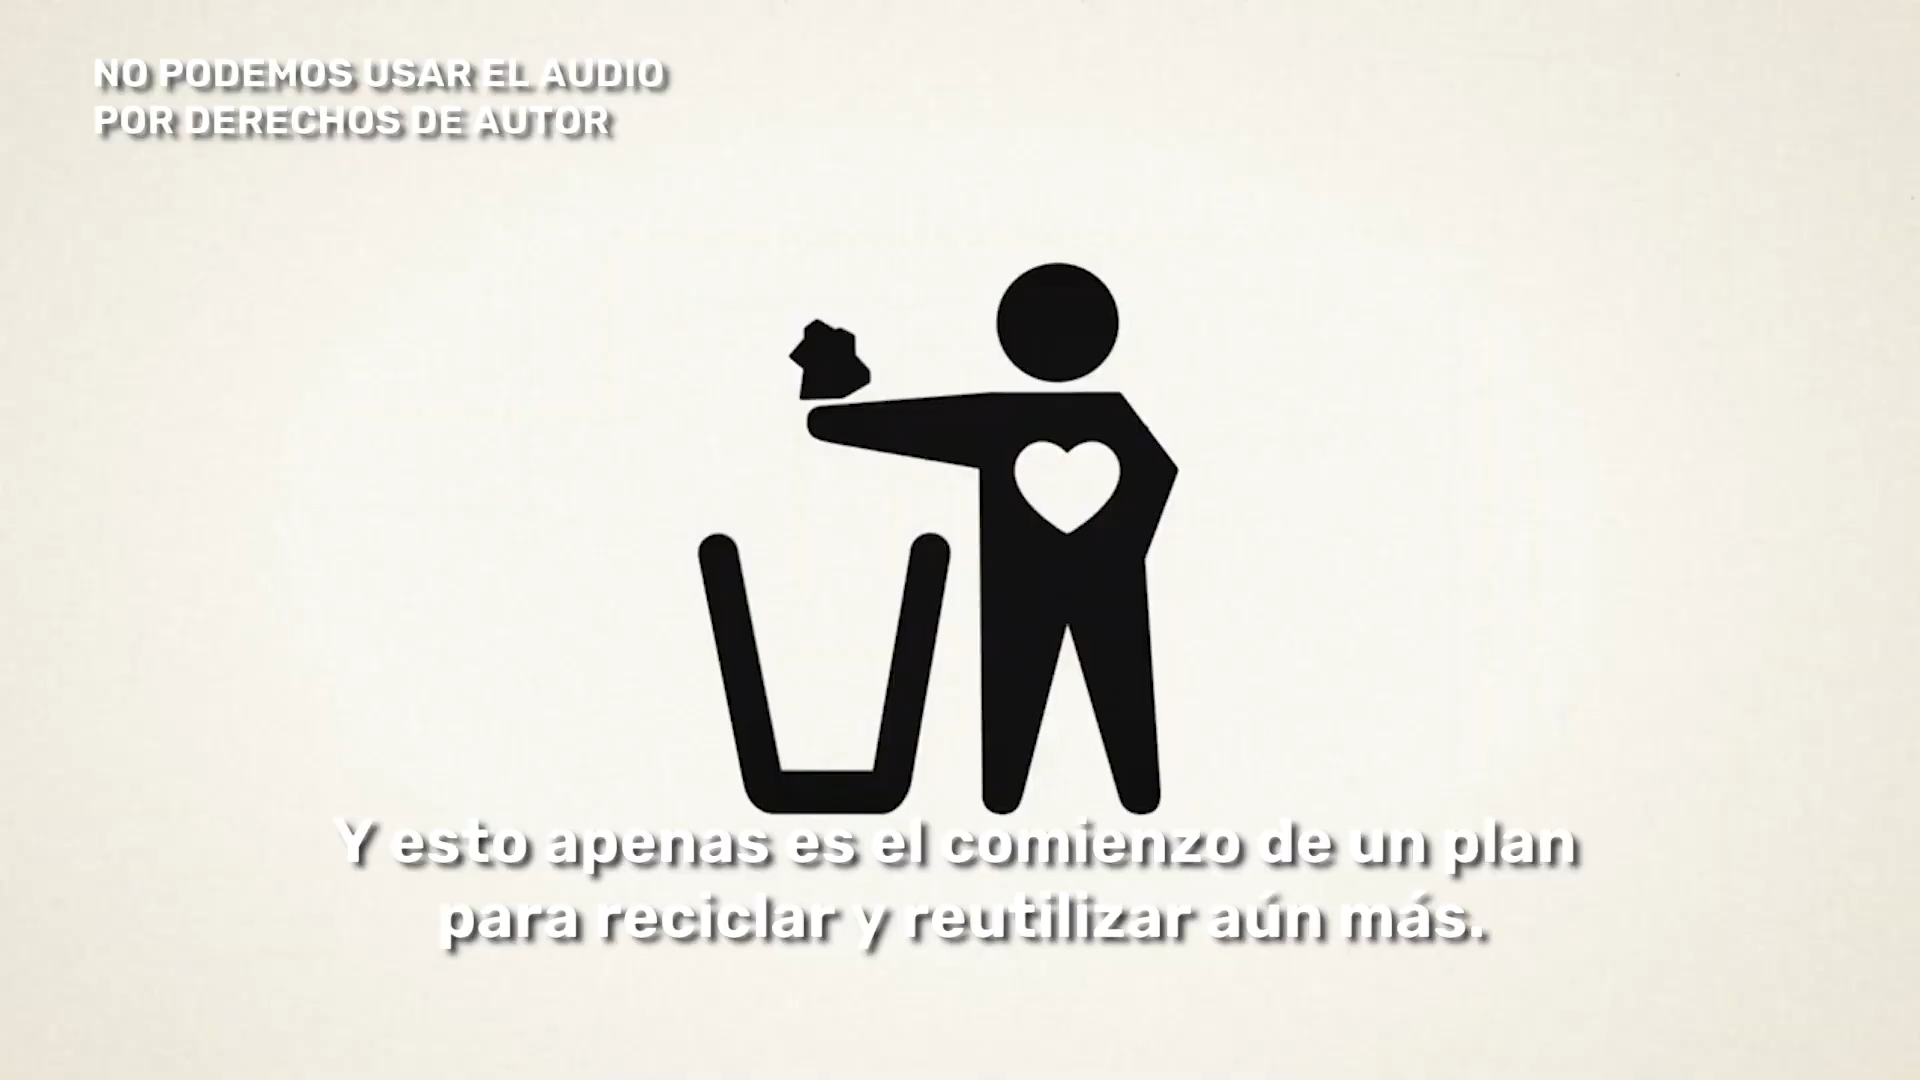 NO PODEMOS USAR EL AUDIO
POR DERECHOS DE AUTOR
Y esto apenas es el comienzo de un plan
para reciclar y reutilizar aún más.